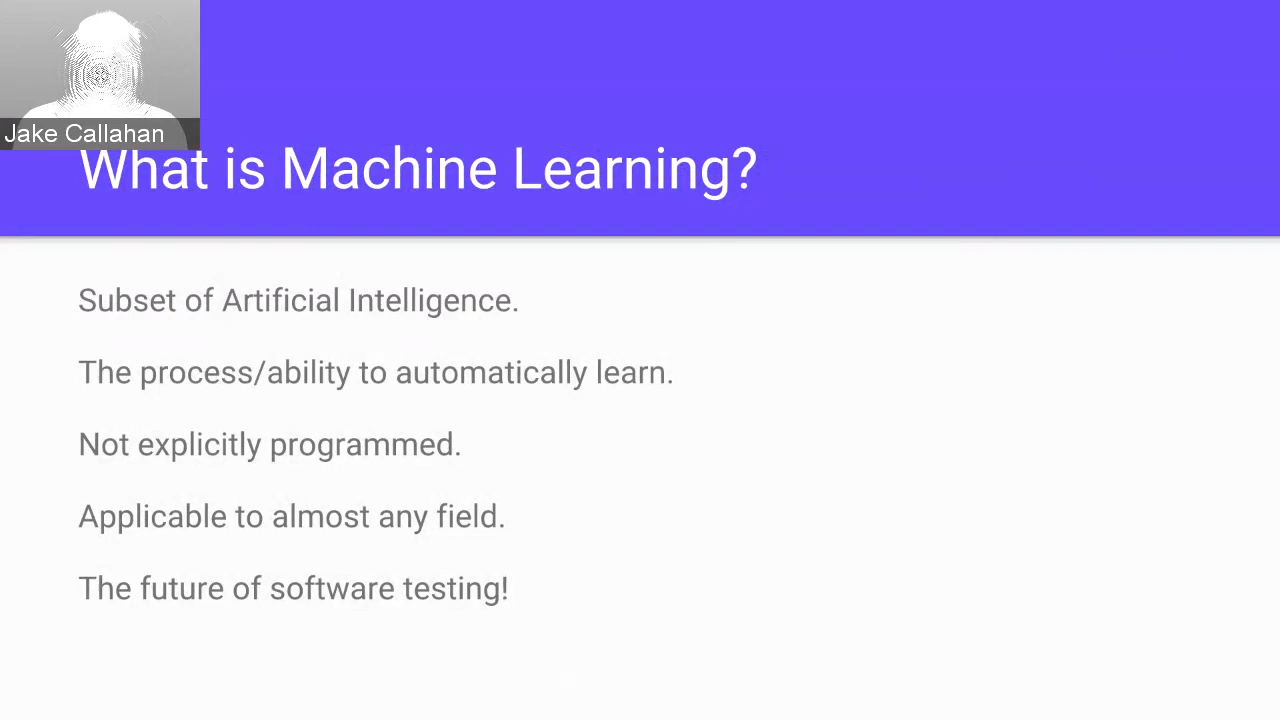 Jake Callahan
What is Machine Learning?
Subset of Artificial Intelligence.
The process/ability to automatically learn.
Not explicitly programmed.
Applicable to almost any field.
The future of software testing!